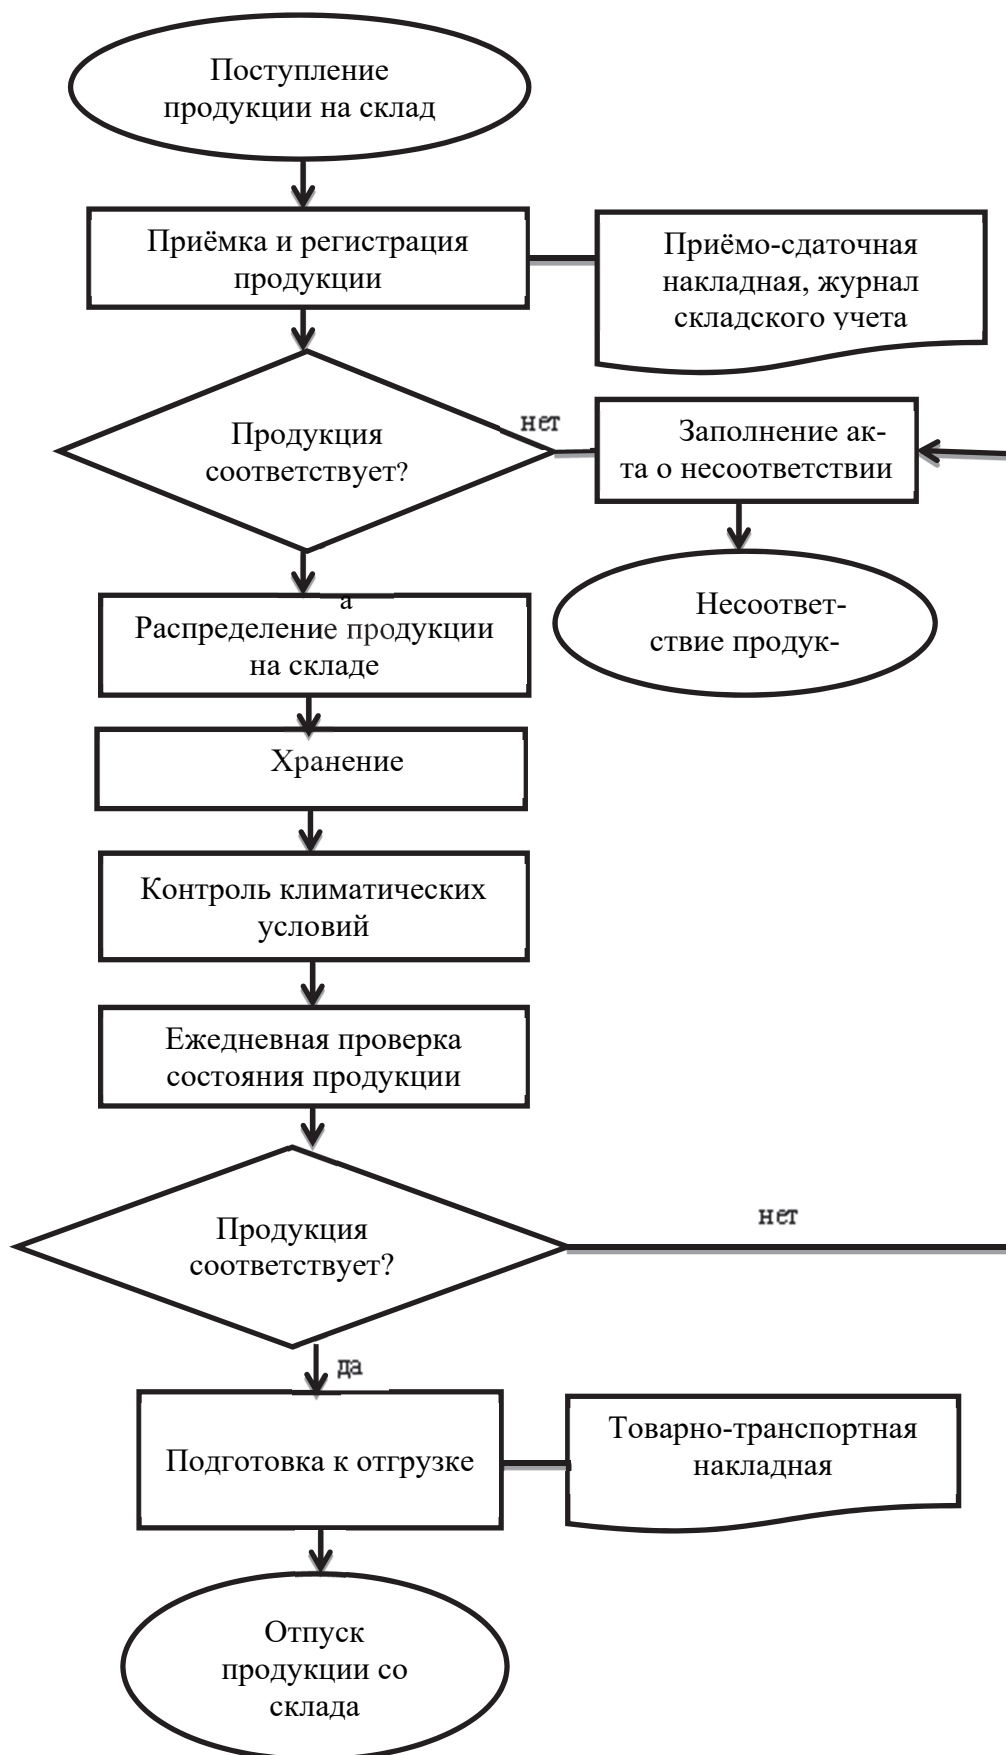 Поступление
продукции на склад
Приёмка и регистрация
продукции
Приёмо-сдаточная
накладная, журнал
складского учета
Продукция
соответствует?
нет
Заполнение ак-
та о несоответствии
Несоответ-
ствие продук-
а
Распределение продукции
на складе
Хранение
Контроль климатических
условий
Ежедневная проверка
состояния продукции
Продукция
соответствует?
нет
да
Подготовка к отгрузке
Товарно-транспортная
накладная
Отпуск
продукции со
склада